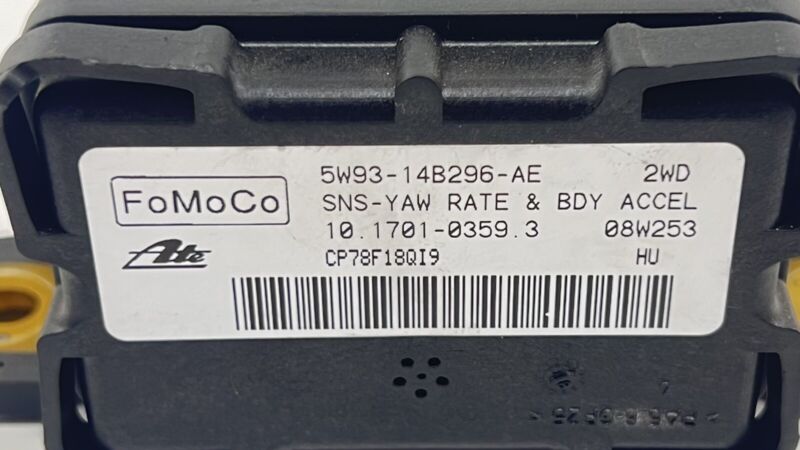 5W93-14B296-AE 2WD
FoMoCo SNS-YAW RATE & BDY ACCEL
10.1701-0359.3 08W253
Ate CP78F18QI9 HU